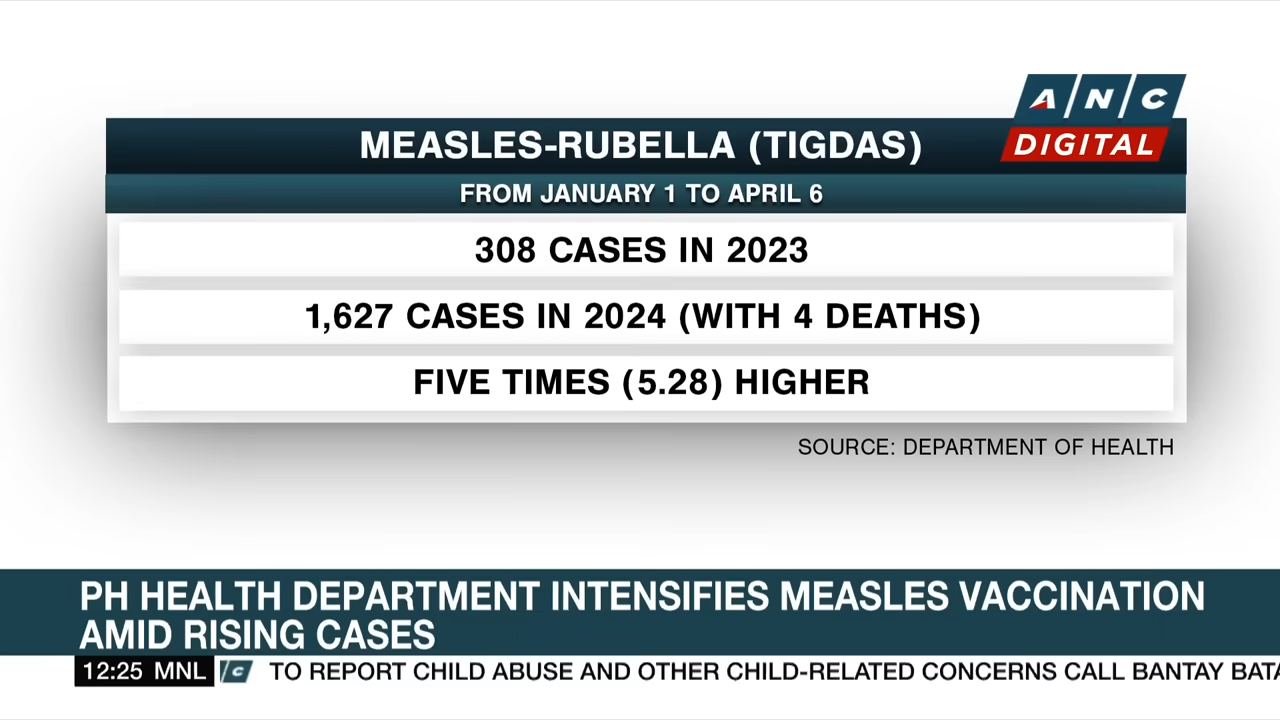 ANC
DIGITAL
MEASLES-RUBELLA (TIGDAS)
FROM JANUARY 1 TO APRIL 6
308 CASES IN 2023
1,627 CASES IN 2024 (WITH 4 DEATHS)
FIVE TIMES (5.28) HIGHER
SOURCE: DEPARTMENT OF HEALTH
PH HEALTH DEPARTMENT INTENSIFIES MEASLES VACCINATION
AMID RISING CASES
12:25 MNL C TO REPORT CHILD ABUSE AND OTHER CHILD-RELATED CONCERNS CALL BANTAY